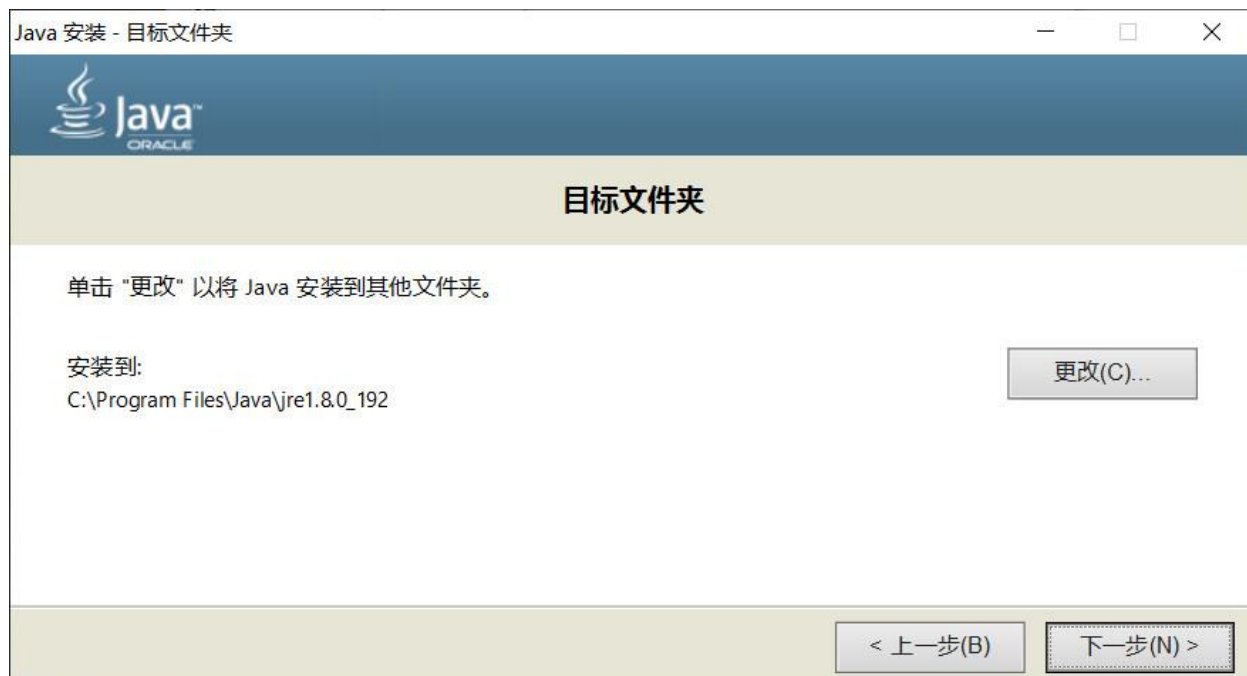 Java 安装 - 目标文件夹
Java™
ORACLE
目标文件夹
单击 "更改" 以将 Java 安装到其他文件夹。
安装到:
更改(C)...
C:\Program Files\Java\jre1.8.0_192
< 上一步(B)
下一步(N) >